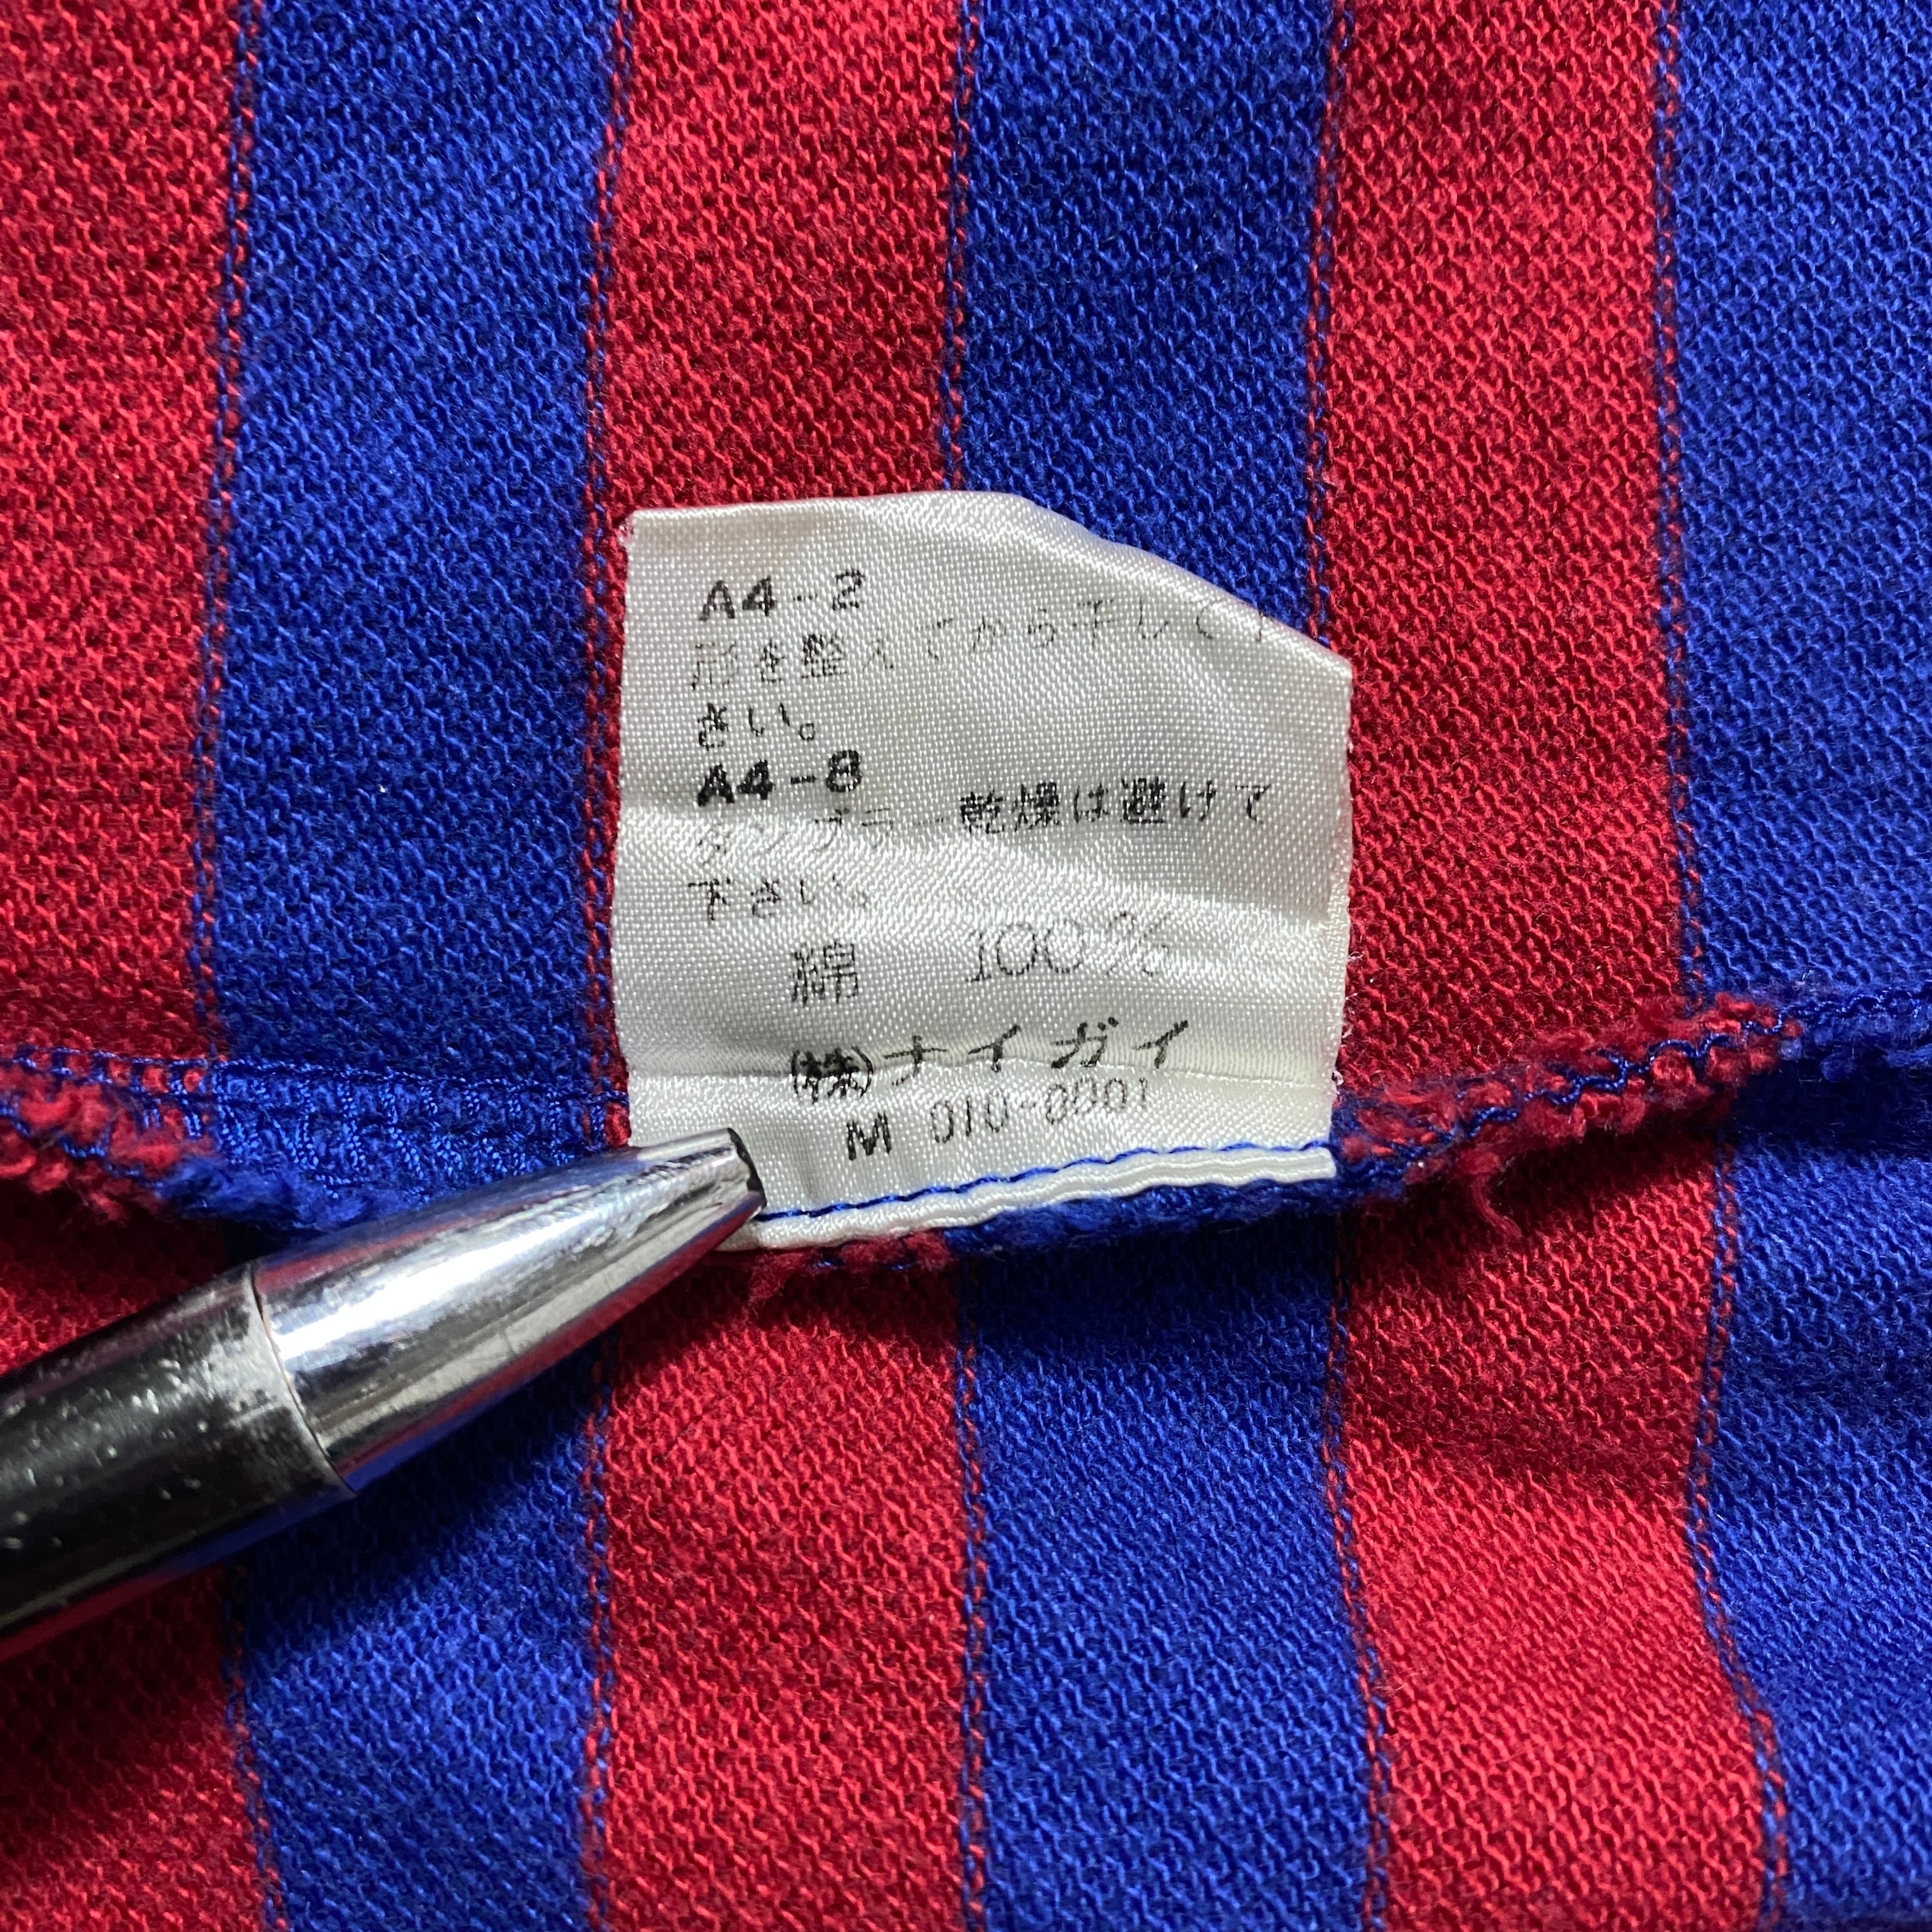 A4-2
形を整えてから干して下
さい。
A4-8
タンブラー乾燥は避けて
下さい。
綿 100%
㈱ナイガイ
M 010-0001